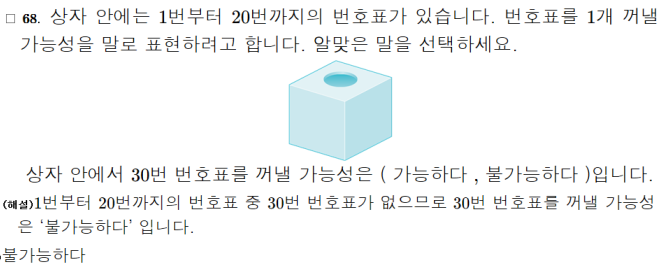 □ 68. 상자 안에는 1번부터 20번까지의 번호표가 있습니다. 번호표를 1개 꺼낼
가능성을 말로 표현하려고 합니다. 알맞은 말을 선택하세요.
상자 안에서 30번 번호표를 꺼낼 가능성은 ( 가능하다 , 불가능하다 )입니다.
(해설)1번부터 20번까지의 번호표 중 30번 번호표가 없으므로 30번 번호표를 꺼낼 가능성
은 ‘불가능하다’ 입니다.
불가능하다